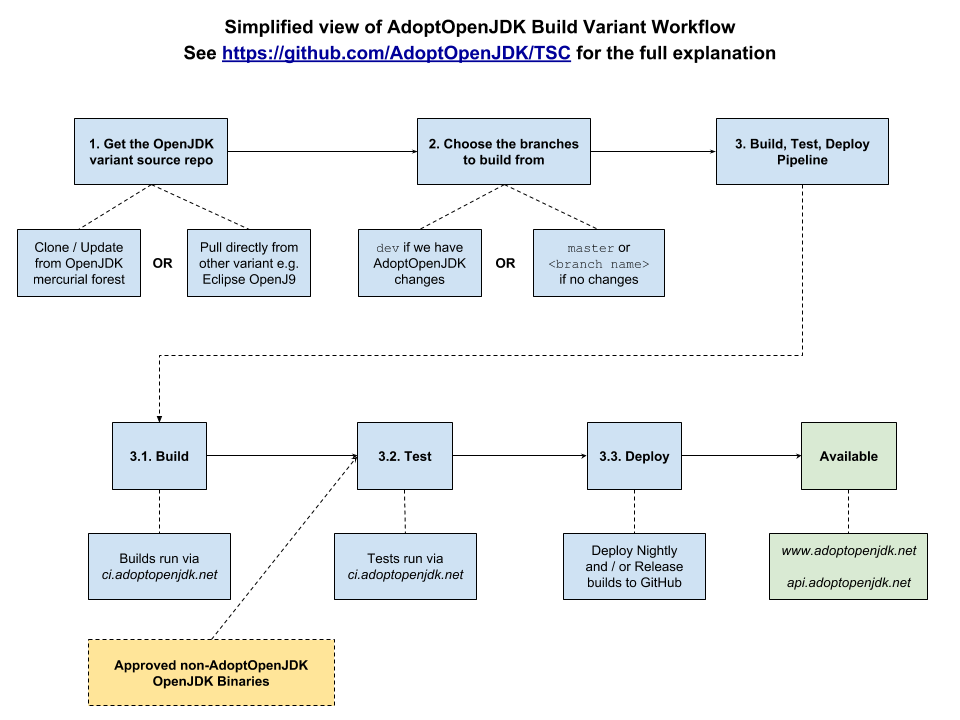 Simplified view of AdoptOpenJDK Build Variant Workflow
See https://github.com/AdoptOpenJDK/TSC for the full explanation
1. Get the OpenJDK
variant source repo
2. Choose the branches
to build from
3. Build, Test, Deploy
Pipeline
Clone / Update
from OpenJDK
mercurial forest
OR
Pull directly from
other variant e.g.
Eclipse OpenJ9
dev if we have
AdoptOpenJDK
changes
OR
master or
<branch name>
if no changes
3.1. Build
3.2. Test
3.3. Deploy
Available
Builds run via
ci.adoptopenjdk.net
Tests run via
ci.adoptopenjdk.net
Deploy Nightly
and / or Release
builds to GitHub
www.adoptopenjdk.net
api.adoptopenjdk.net
Approved non-AdoptOpenJDK
OpenJDK Binaries